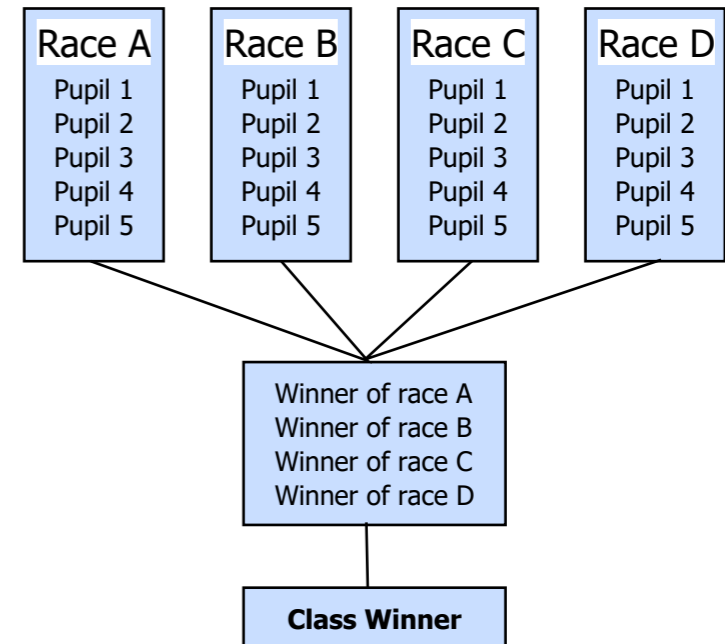 Race A
Pupil 1
Pupil 2
Pupil 3
Pupil 4
Pupil 5
Race B
Pupil 1
Pupil 2
Pupil 3
Pupil 4
Pupil 5
Race C
Pupil 1
Pupil 2
Pupil 3
Pupil 4
Pupil 5
Race D
Pupil 1
Pupil 2
Pupil 3
Pupil 4
Pupil 5
Winner of race A
Winner of race B
Winner of race C
Winner of race D
Class Winner